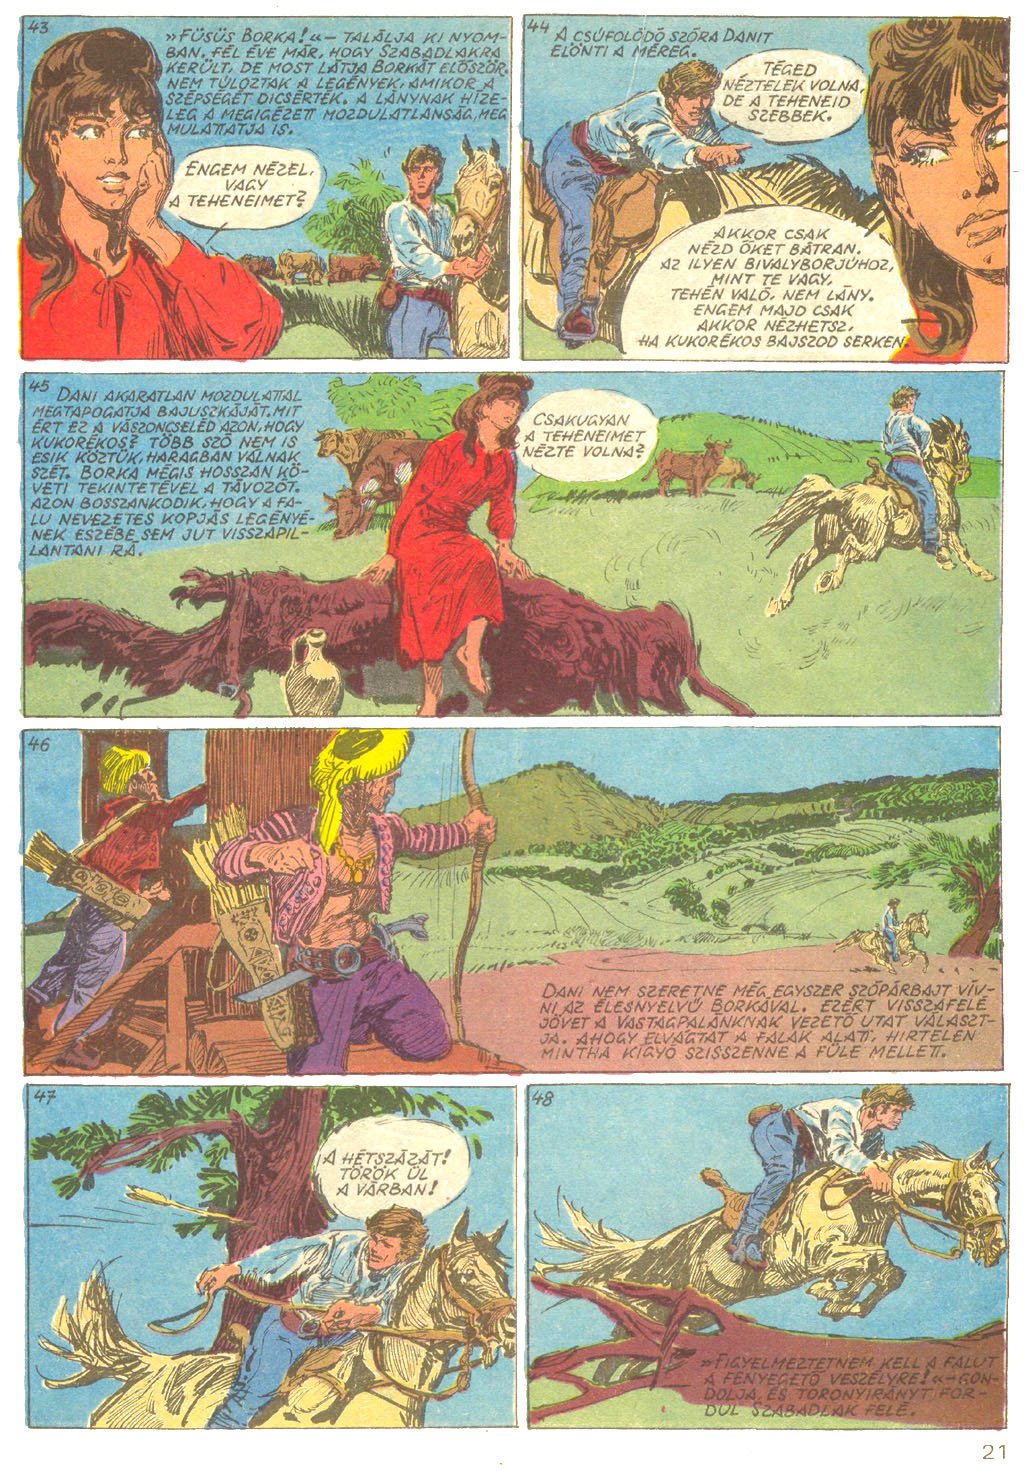 43
»FÜSÜS BORKA!«– TALÁLJA KI NYOM-
BAN. FÉL ÉVE MÁR, HOGY SZABADLAKRA
KERÜLT, DE MOST LÁTJA BORKÁT ELŐSZÖR.
NEM TÚLOZTAK A LEGÉNYEK, AMIKOR A
SZÉPSÉGÉT DICSÉRTÉK. A LÁNYNAK HÍZE-
LEG A MEGIGÉZETT MOZDULATLANSÁG, MEG
MULATTATJA IS.
ENGEM NÉZEL,
VAGY
A TEHENEIMET?
44
A CSÚFOLÓDÓ SZÓRA DANIT
ELÖNTI A MÉREG.
TÉGED
NÉZTELEK VOLNA,
DE A TEHENEID
SZEBBEK.
AKKOR CSAK
NÉZD ŐKET BÁTRAN.
AZ ILYEN BIVALYBORJÚHOZ,
MINT TE VAGY,
TEHÉN VALÓ, NEM LÁNY.
ENGEM MAJD CSAK
AKKOR NÉZHETSZ,
HA KUKORÉKOS BAJSZOD SERKEN.
45
DANI AKARATLAN MOZDULATTAL
MEGTAPOGATJA BAJUSZKÁJÁT. MIT
ÉRT EZ A VÁSZONCSELÉD AZON, HOGY
KUKORÉKOS? TÖBB SZÓ NEM IS
ESIK KÖZTÜK, HARAGBAN VÁLNAK
SZÉT. BORKA MÉGIS HOSSZAN KÖ-
VETI TEKINTETÉVEL A TÁVOZÓT.
AZON BOSSZANKODIK, HOGY A FA-
LU NEVEZETES KOPJÁS LEGÉNYÉ-
NEK ESZÉBE SEM JUT VISSZAPIL-
LANTANI RÁ.
CSAKUGYAN
A TEHENEIMET
NÉZTE VOLNA?
46
DANI NEM SZERETNE MÉG EGYSZER SZÓPÁRBAJT VÍV-
NI AZ ÉLESNYELVŰ BORKÁVAL. EZÉRT VISSZAFELÉ
JÖVET A VASTAGPALÁNKNAK VEZETŐ UTAT VÁLASZT-
JA. AHOGY ELVÁGTAT A FALAK ALATT, HIRTELEN
MINTHA KÍGYÓ SZISSZENNE A FÜLE MELLETT.
47
A HÉTSZÁZÁT!
TÖRÖK ÜL
A VÁRBAN!
48
»FIGYELMEZTETNEM KELL A FALUT
A FENYEGETŐ VESZÉLYRE!«–GON-
DOLJA, ÉS TORONYIRÁNYT FOR-
DUL SZABADLAK FELÉ.
21